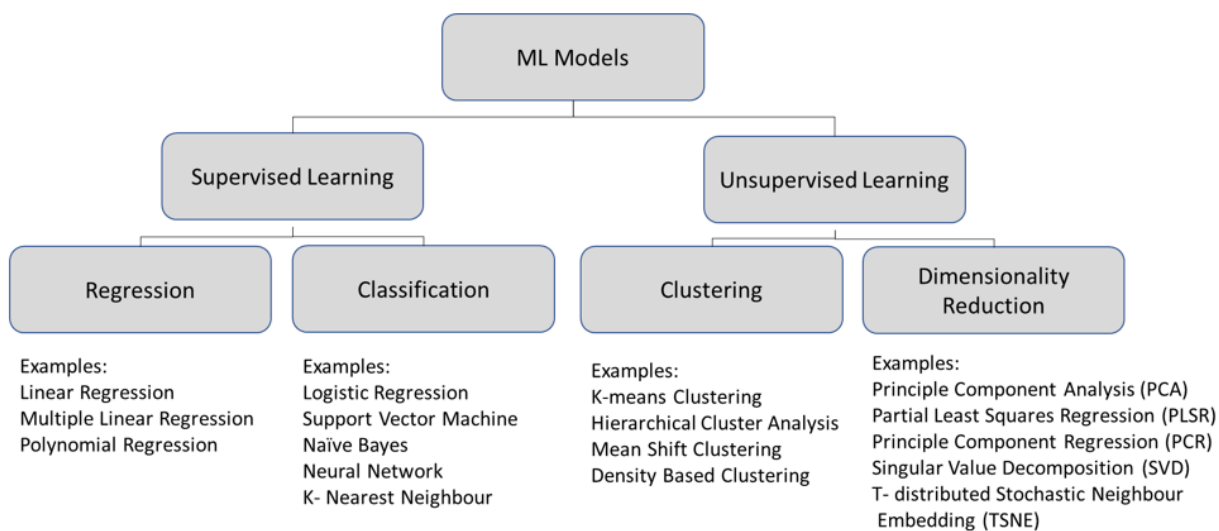 ML Models
Supervised Learning
Unsupervised Learning
Regression
Classification
Clustering
Dimensionality
Reduction
Examples:
Linear Regression
Multiple Linear Regression
Polynomial Regression
Examples:
Logistic Regression
Support Vector Machine
Naïve Bayes
Neural Network
K- Nearest Neighbour
Examples:
K-means Clustering
Hierarchical Cluster Analysis
Mean Shift Clustering
Density Based Clustering
Examples:
Principle Component Analysis (PCA)
Partial Least Squares Regression (PLSR)
Principle Component Regression (PCR)
Singular Value Decomposition (SVD)
T- distributed Stochastic Neighbour
Embedding (TSNE)